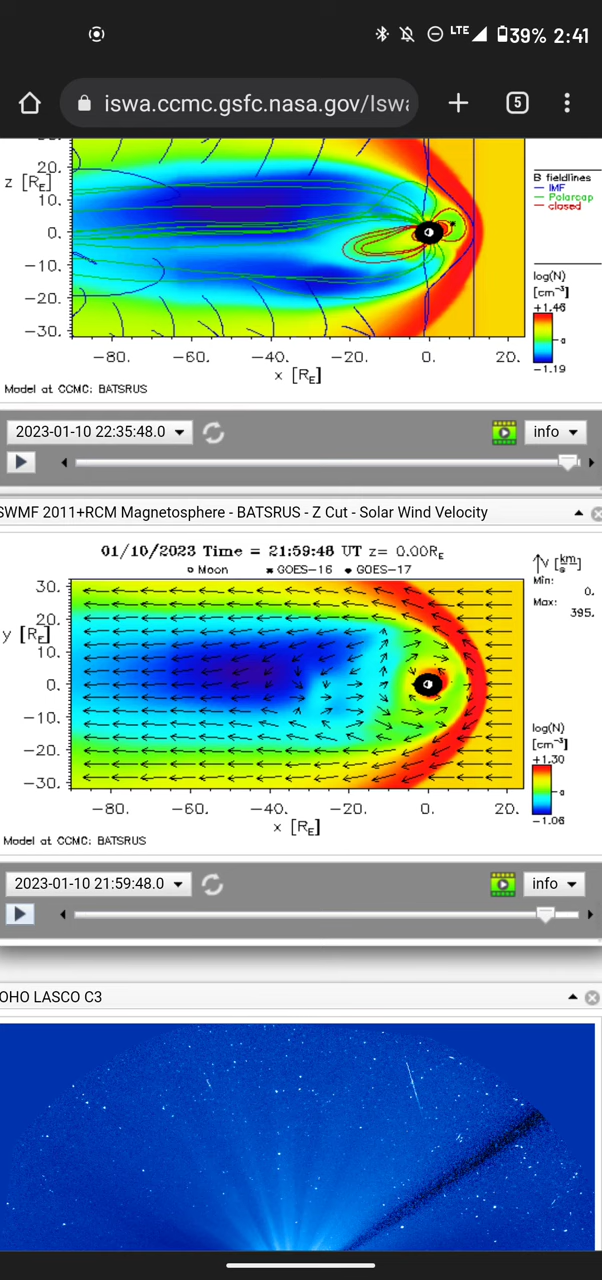 LTE 39% 2:41
iswa.ccmc.gsfc.nasa.gov/Iswa
5
z [RE]
20.
10.
0.
−10.
−20.
−30.
−80. −60. −40. −20. 0. 20.
x [RE]
B fieldlines
IMF
Polarcap
closed
log(N)
[cm⁻³]
+1.46
0
−1.19
Model at CCMC: BATSRUS
2023-01-10 22:35:48.0
info
SWMF 2011+RCM Magnetosphere - BATSRUS - Z Cut - Solar Wind Velocity
01/10/2023 Time = 21:59:48 UT z= 0.00RE
Moon GOES-16 GOES-17
V [km/s]
Min:
0.
Max:
395.
y [RE]
30.
20.
10.
0.
−10.
−20.
−30.
−80. −60. −40. −20. 0. 20.
x [RE]
log(N)
[cm⁻³]
+1.30
0
−1.06
Model at CCMC: BATSRUS
2023-01-10 21:59:48.0
info
OHO LASCO C3